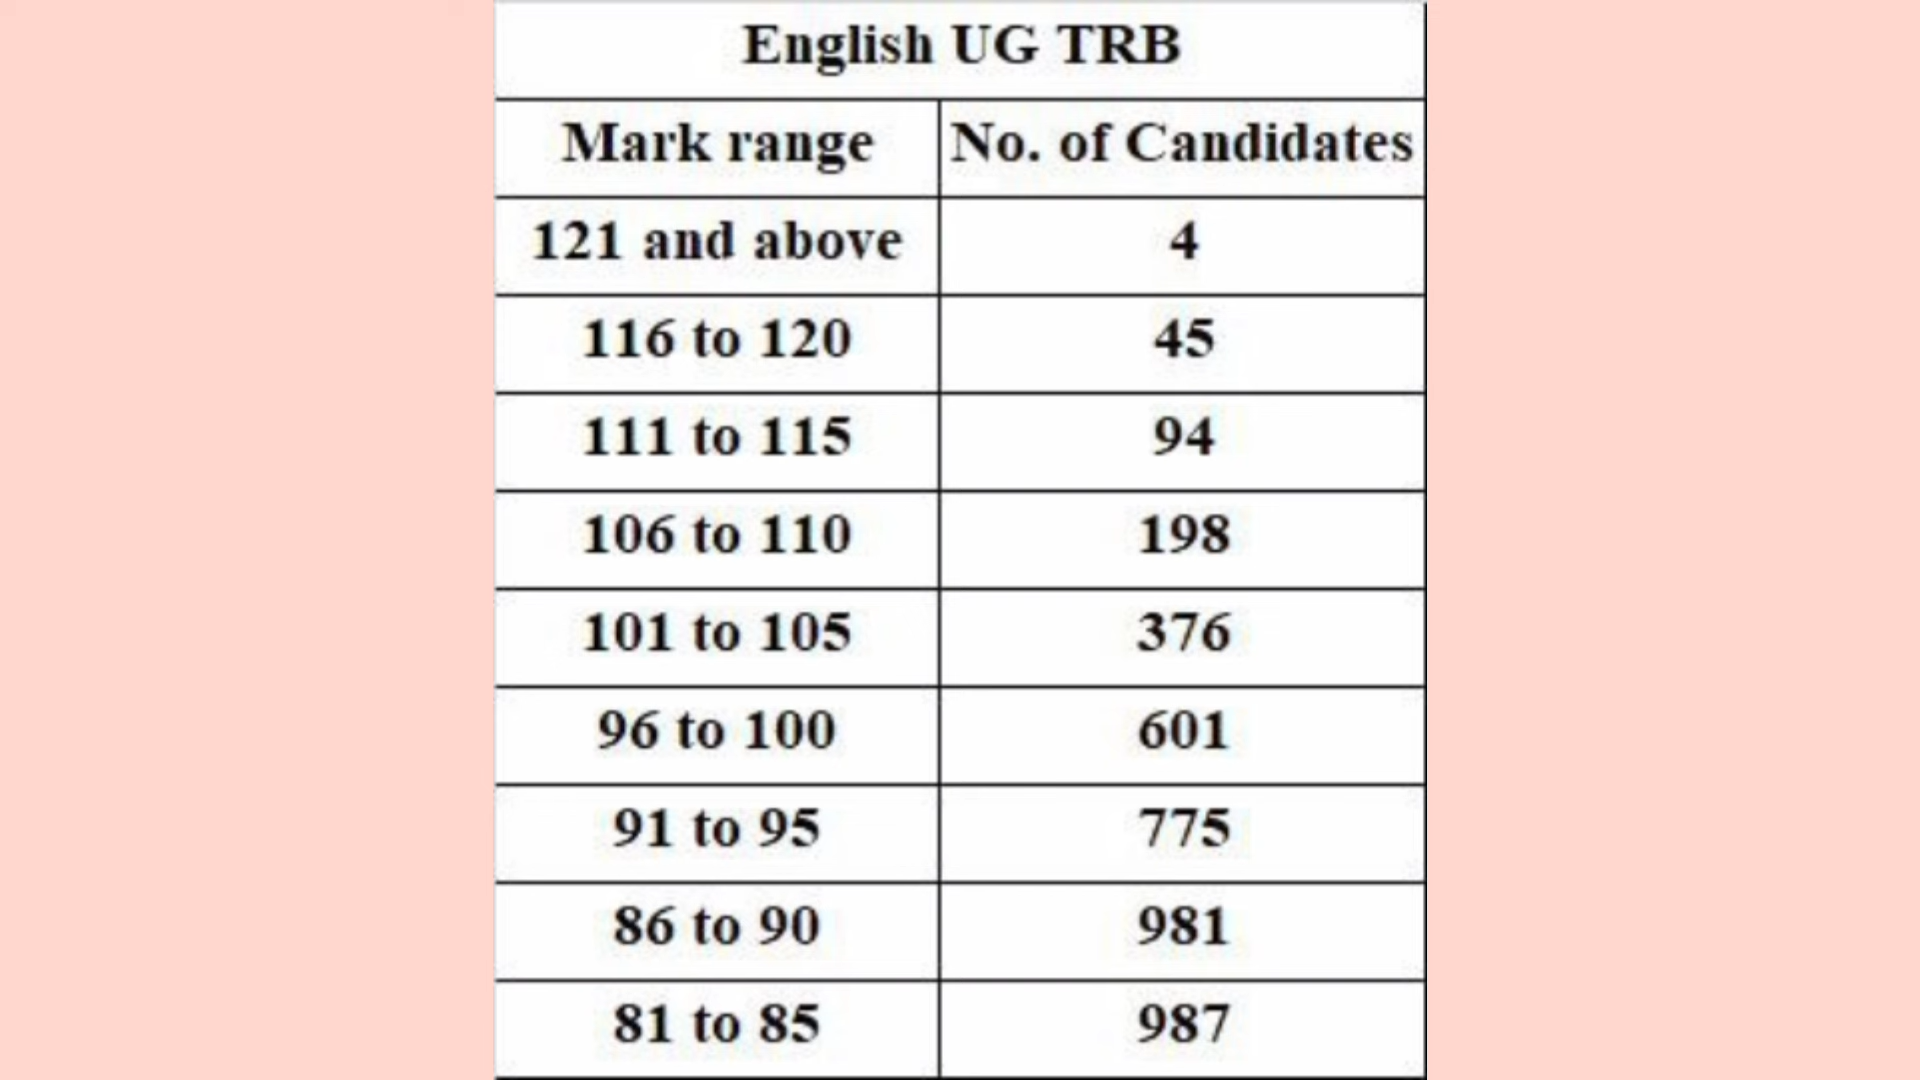 English UG TRB
Mark range No. of Candidates
121 and above 4
116 to 120 45
111 to 115 94
106 to 110 198
101 to 105 376
96 to 100 601
91 to 95 775
86 to 90 981
81 to 85 987